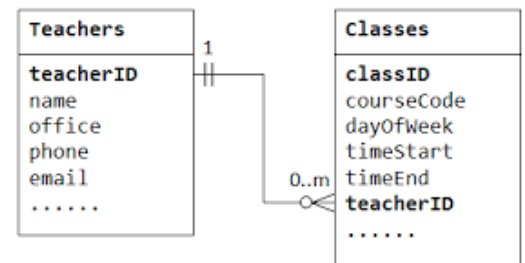 Teachers
teacherID
name
office
phone
email
......
1
0..m
Classes
classID
courseCode
dayOfWeek
timeStart
timeEnd
teacherID
......